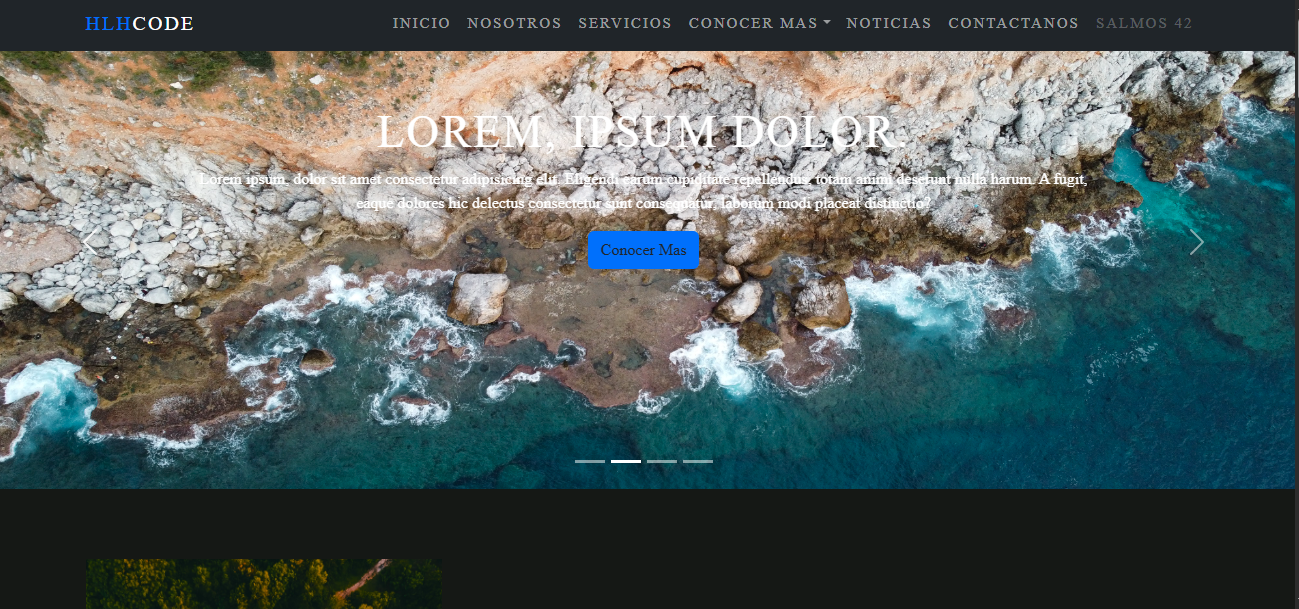 HLHCODE
INICIO NOSOTROS SERVICIOS CONOCER MAS NOTICIAS CONTACTANOS SALMOS 42
LOREM, IPSUM DOLOR.
Lorem ipsum, dolor sit amet consectetur adipisicing elit. Eligendi earum cupiditate repellendus, totam animi deserunt nulla harum. A fugit,
eaque dolores hic delectus consectetur sunt consequatur, laborum modi placeat distinctio?
Conocer Mas